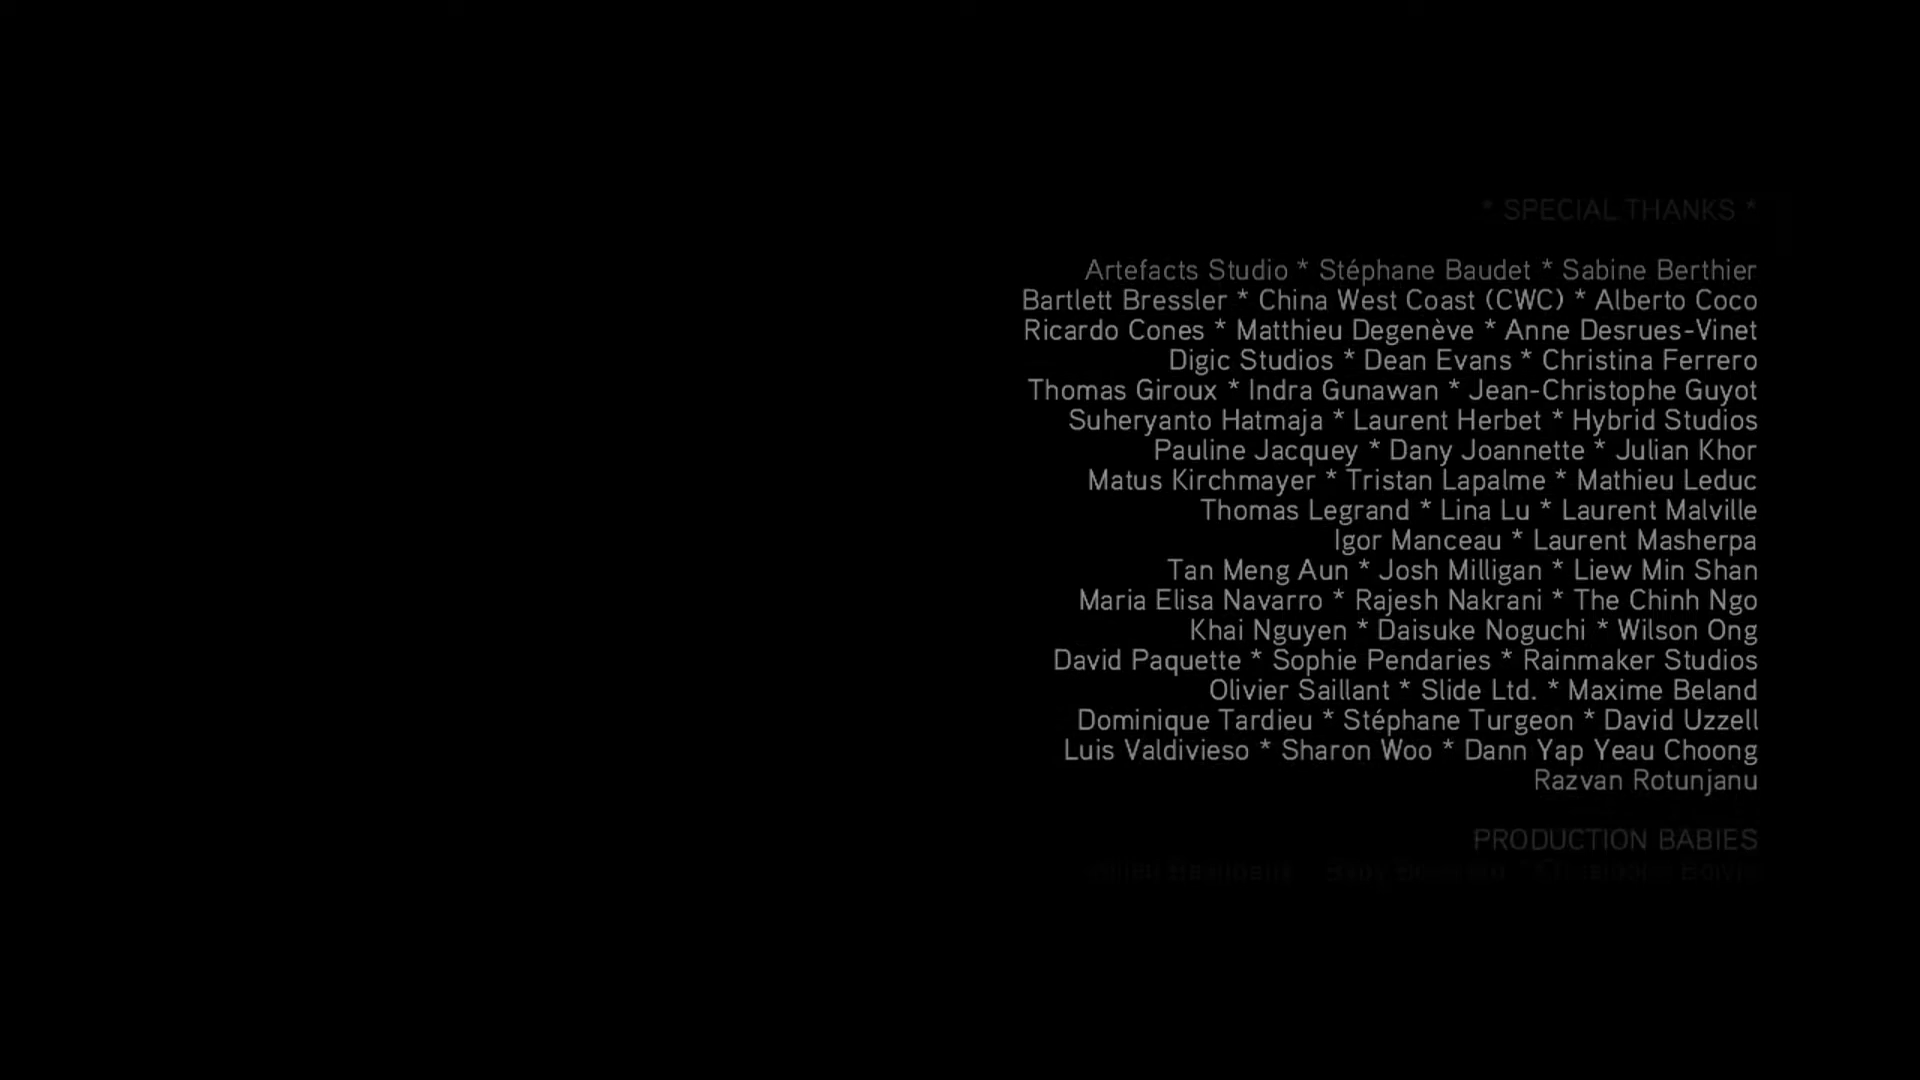 * SPECIAL THANKS *
Artefacts Studio * Stéphane Baudet * Sabine Berthier
Bartlett Bressler * China West Coast (CWC) * Alberto Coco
Ricardo Cones * Matthieu Degenève * Anne Desrues-Vinet
Digic Studios * Dean Evans * Christina Ferrero
Thomas Giroux * Indra Gunawan * Jean-Christophe Guyot
Suheryanto Hatmaja * Laurent Herbet * Hybrid Studios
Pauline Jacquey * Dany Joannette * Julian Khor
Matus Kirchmayer * Tristan Lapalme * Mathieu Leduc
Thomas Legrand * Lina Lu * Laurent Malville
Igor Manceau * Laurent Masherpa
Tan Meng Aun * Josh Milligan * Liew Min Shan
Maria Elisa Navarro * Rajesh Nakrani * The Chinh Ngo
Khai Nguyen * Daisuke Noguchi * Wilson Ong
David Paquette * Sophie Pendaries * Rainmaker Studios
Olivier Saillant * Slide Ltd. * Maxime Beland
Dominique Tardieu * Stéphane Turgeon * David Uzzell
Luis Valdivieso * Sharon Woo * Dann Yap Yeau Choong
Razvan Rotunjanu
PRODUCTION BABIES